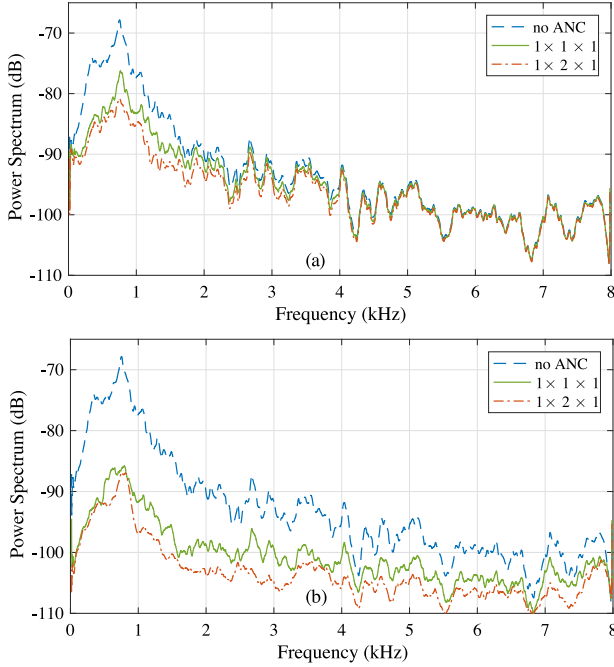 -70
-80
-90
-100
-110
Power Spectrum (dB)
no ANC
1× 1 × 1
1× 2 × 1
(a)
0 1 2 3 4 5 6 7 8
Frequency (kHz)
-70
-80
-90
-100
-110
Power Spectrum (dB)
no ANC
1× 1 × 1
1× 2 × 1
(b)
0 1 2 3 4 5 6 7 8
Frequency (kHz)